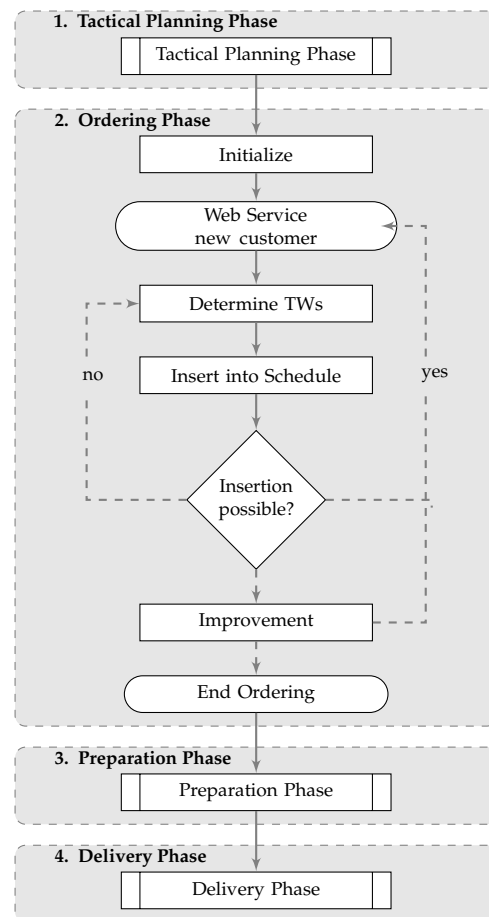 1. Tactical Planning Phase
Tactical Planning Phase
2. Ordering Phase
Initialize
Web Service
new customer
Determine TWs
no
Insert into Schedule
yes
Insertion
possible?
Improvement
End Ordering
3. Preparation Phase
Preparation Phase
4. Delivery Phase
Delivery Phase